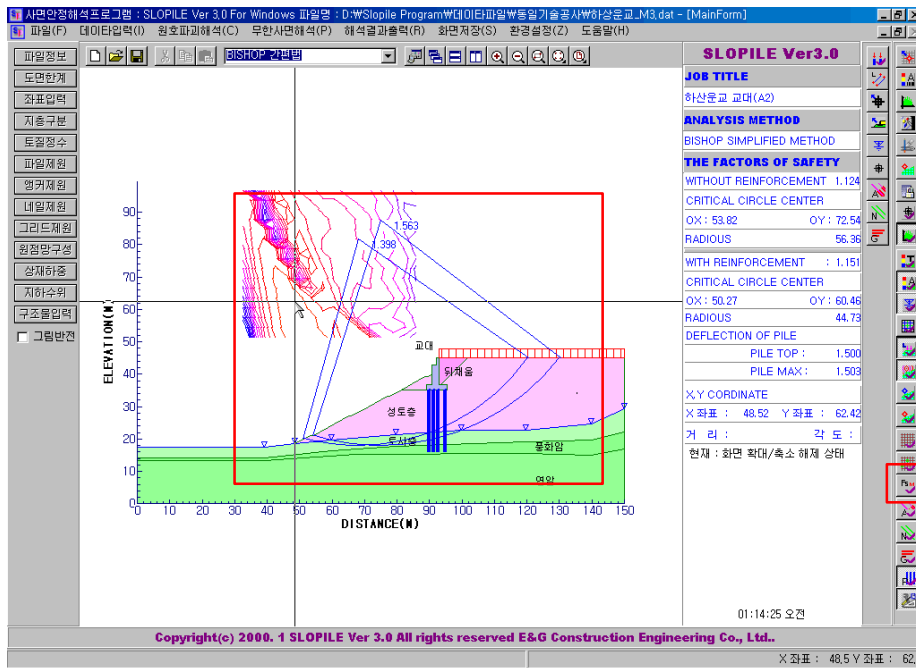 사면안정해석프로그램 : SLOPILE Ver 3.0 For Windows 파일명 : D:₩Slopile Program₩데이타파일₩동일기술공사₩하상운교_M3.dat - [MainForm]
파일(F) 데이타입력(I) 원호파괴해석(C) 무한사면해석(P) 해석결과출력(R) 화면저장(S) 환경설정(Z) 도움말(H)
파일정보
도면한계
좌표입력
지층구분
토질정수
파일제원
앵커제원
네일제원
그리드제원
원점망구성
상재하중
지하수위
구조물입력
그림반전
BISHOP 간편법
ELEVATION(M)
90
80
70
60
50
40
30
20
10
0
0 10 20 30 40 50 60 70 80 90 100 110 120 130 140 150
DISTANCE(M)
1.563
1.398
교대
뒤채움
성토층
토사층
풍화암
연암
SLOPILE Ver3.0
JOB TITLE
하산운교 교대(A2)
ANALYSIS METHOD
BISHOP SIMPLIFIED METHOD
THE FACTORS OF SAFETY
WITHOUT REINFORCEMENT 1.124
CRITICAL CIRCLE CENTER
OX : 53.82 OY : 72.54
RADIOUS 56.36
WITH REINFORCEMENT : 1.151
CRITICAL CIRCLE CENTER
OX : 50.27 OY : 60.46
RADIOUS 44.73
DEFLECTION OF PILE
PILE TOP : 1.500
PILE MAX : 1.503
X,Y CORDINATE
X 좌표 : 48.52 Y 좌표 : 62.42
거 리 : 각 도 :
현재 : 화면 확대/축소 해제 상태
01:14:25 오전
Copyright(c) 2000. 1 SLOPILE Ver 3.0 All rights reserved E&G Construction Engineering Co., Ltd..
X 좌표 : 48.5 Y 좌표 : 62.